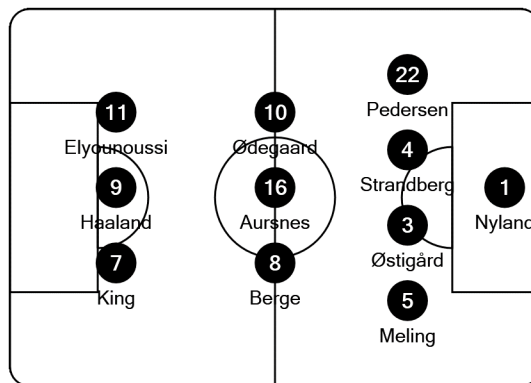 22
Pedersen
11
Elyounoussi
10
Ødegaard
4
Strandberg
9
Haaland
16
Aursnes
1
Nyland
3
Østigård
7
King
8
Berge
5
Meling